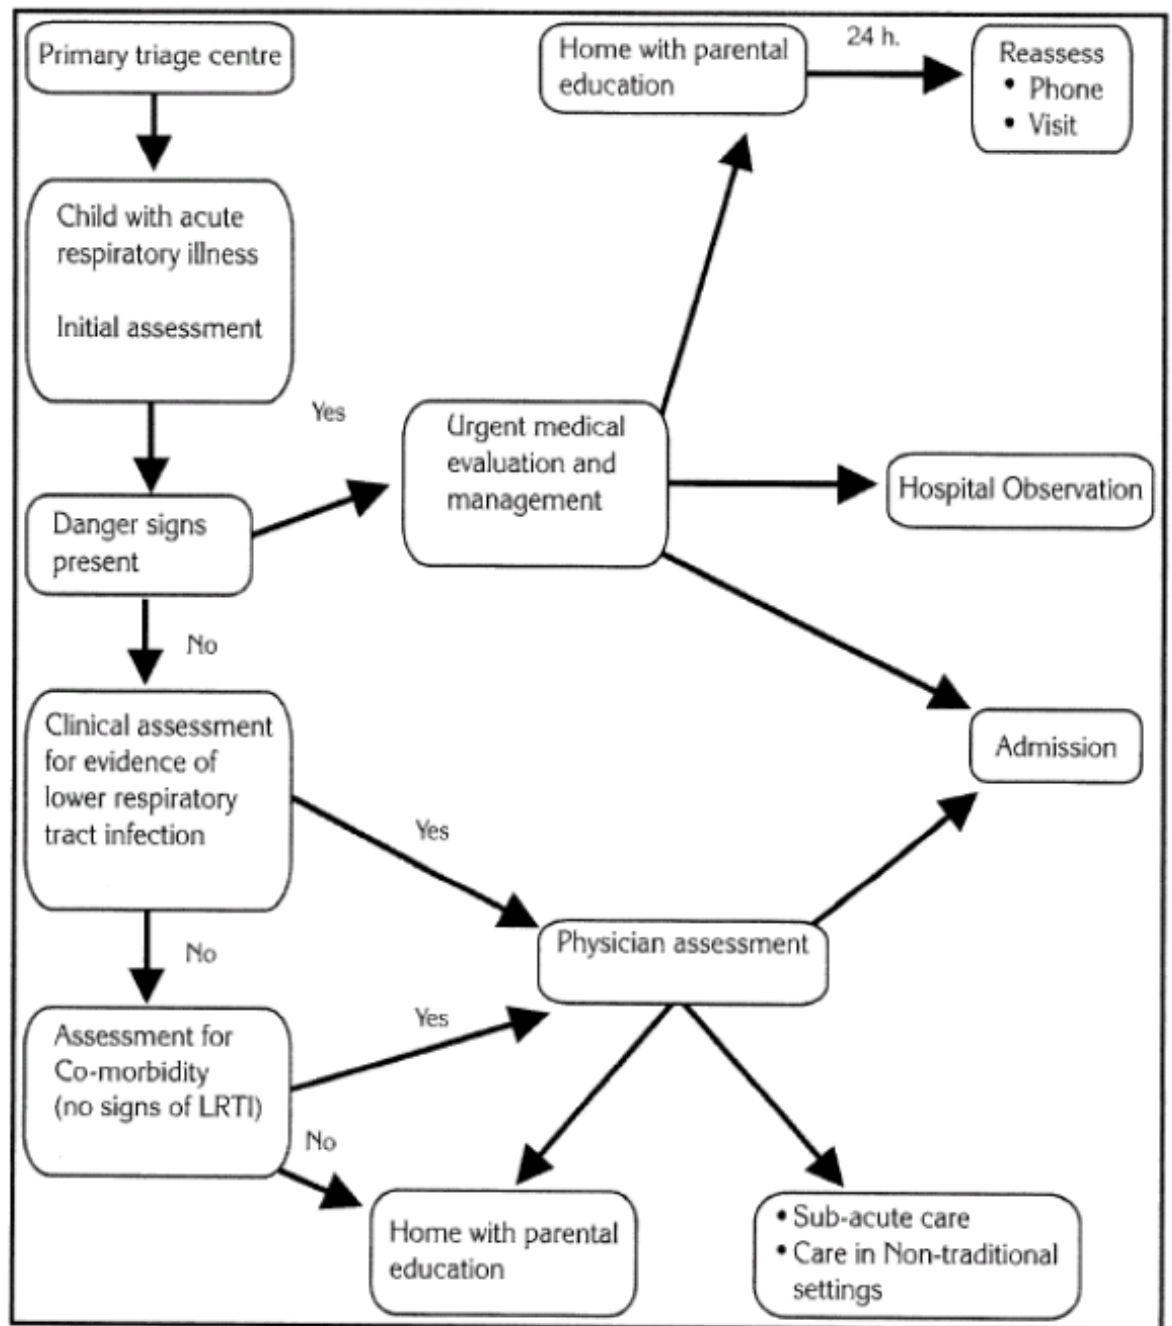 Primary triage centre
Child with acute
respiratory illness
Initial assessment
Danger signs
present
Yes
No
Urgent medical
evaluation and
management
Home with parental
education
24 h.
Reassess
• Phone
• Visit
Hospital Observation
Admission
Clinical assessment
for evidence of
lower respiratory
tract infection
Yes
No
Physician assessment
Assessment for
Co-morbidity
(no signs of LRTI)
Yes
No
Home with parental
education
• Sub-acute care
• Care in Non-traditional
settings